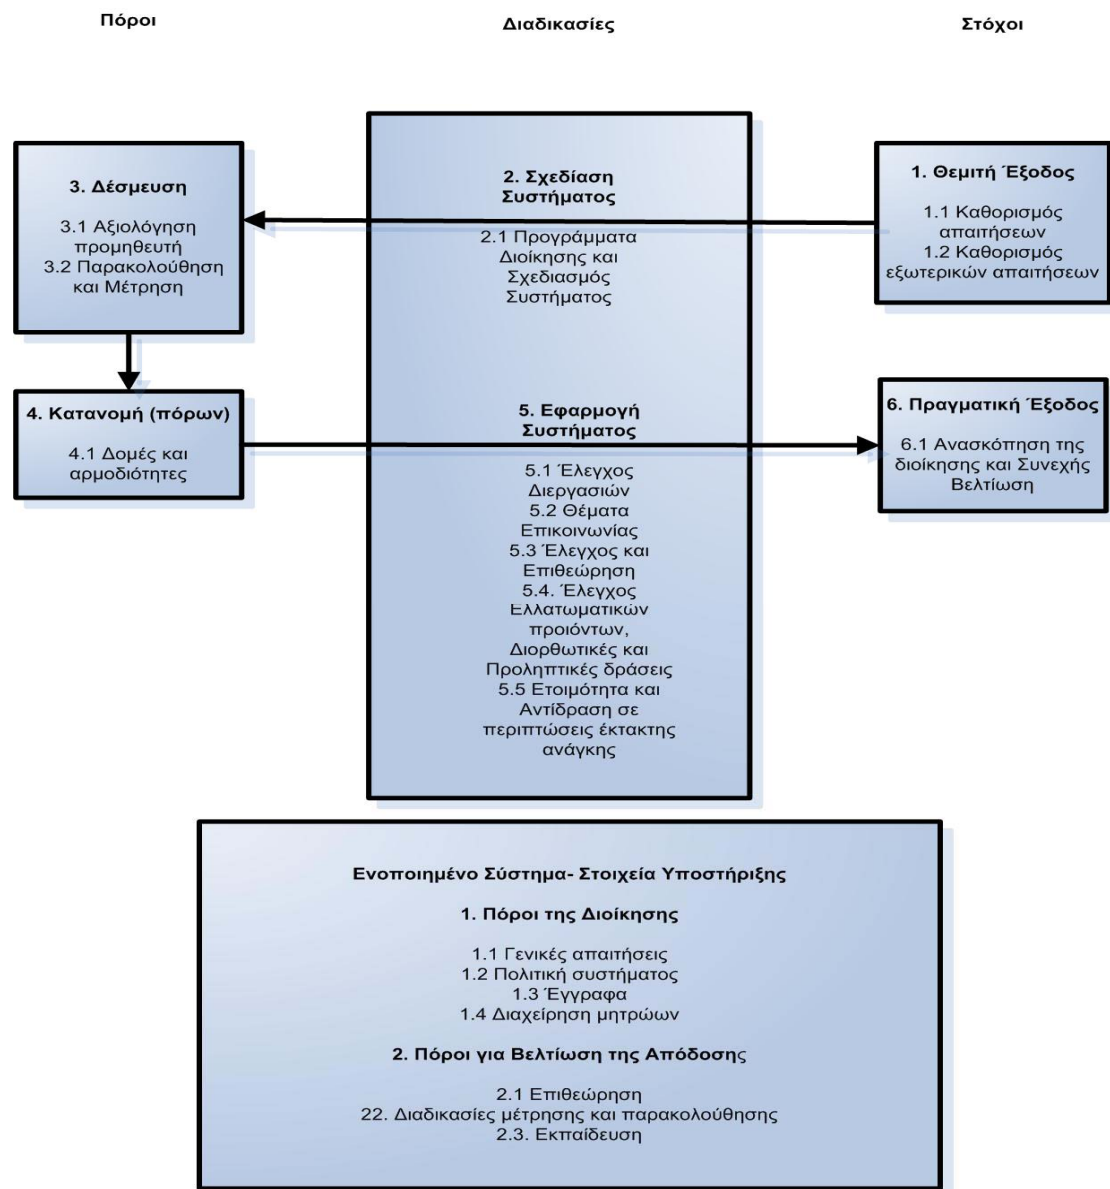 Πόροι
Διαδικασίες
Στόχοι
3. Δέσμευση
3.1 Αξιολόγηση
προμηθευτή
3.2 Παρακολούθηση
και Μέτρηση
2. Σχεδίαση
Συστήματος
2.1 Προγράμματα
Διοίκησης και
Σχεδιασμός
Συστήματος
1. Θεμιτή Έξοδος
1.1 Καθορισμός
απαιτήσεων
1.2 Καθορισμός
εξωτερικών απαιτήσεων
4. Κατανομή (πόρων)
4.1 Δομές και
αρμοδιότητες
5. Εφαρμογή
Συστήματος
5.1 Έλεγχος
Διεργασιών
5.2 Θέματα
Επικοινωνίας
5.3 Έλεγχος και
Επιθεώρηση
5.4. Έλεγχος
Ελλατωματικών
προιόντων,
Διορθωτικές και
Προληπτικές δράσεις
5.5 Ετοιμότητα και
Αντίδραση σε
περιπτώσεις έκτακτης
ανάγκης
6. Πραγματική Έξοδος
6.1 Ανασκόπηση της
διοίκησης και Συνεχής
Βελτίωση
Ενοποιημένο Σύστημα- Στοιχεία Υποστήριξης
1. Πόροι της Διοίκησης
1.1 Γενικές απαιτήσεις
1.2 Πολιτική συστήματος
1.3 Έγγραφα
1.4 Διαχείρηση μητρώων
2. Πόροι για Βελτίωση της Απόδοσης
2.1 Επιθεώρηση
22. Διαδικασίες μέτρησης και παρακολούθησης
2.3. Εκπαίδευση